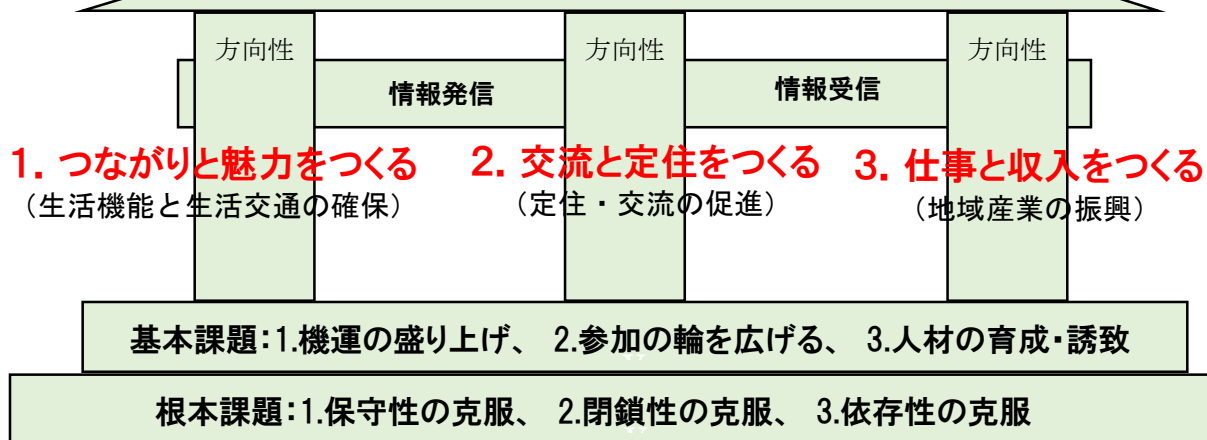 方向性 方向性 方向性
情報発信 情報受信
1. つながりと魅力をつくる 2. 交流と定住をつくる 3. 仕事と収入をつくる
（生活機能と生活交通の確保） （定住・交流の促進） （地域産業の振興）
基本課題：1.機運の盛り上げ、 2.参加の輪を広げる、 3.人材の育成・誘致
根本課題：1.保守性の克服、 2.閉鎖性の克服、 3.依存性の克服